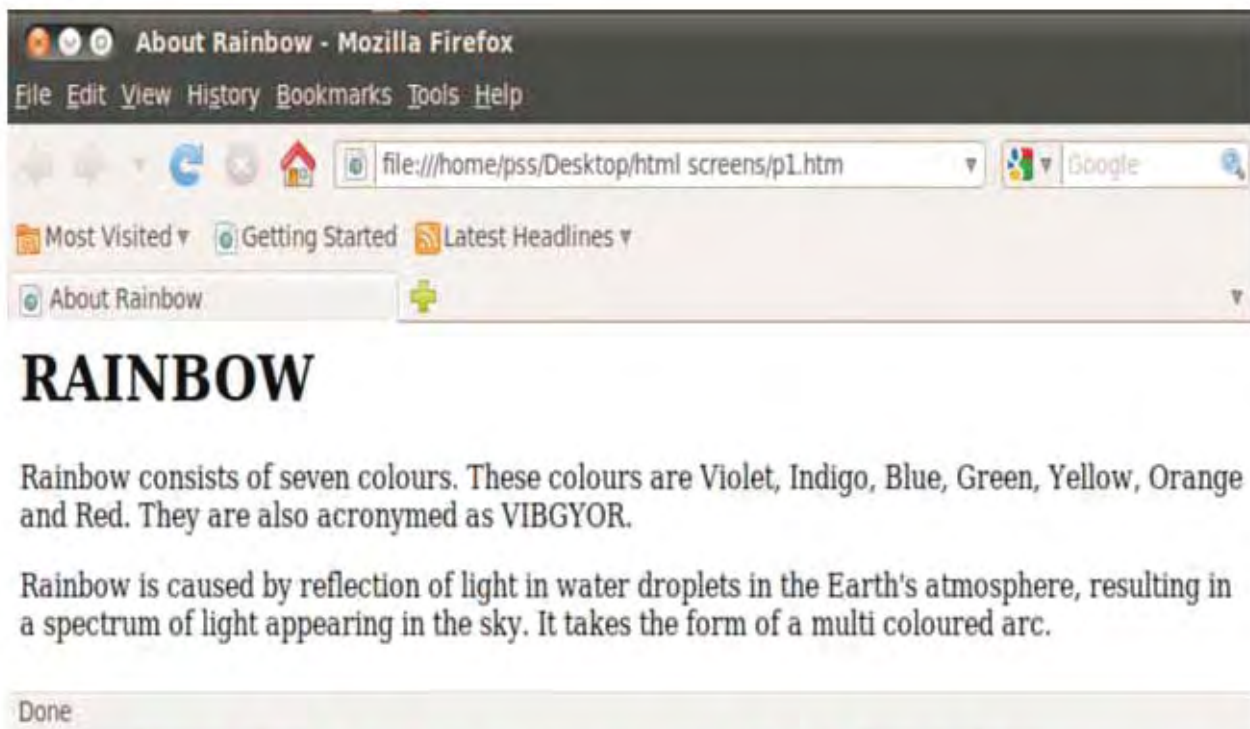 About Rainbow - Mozilla Firefox
File Edit View History Bookmarks Tools Help
file:///home/pss/Desktop/html screens/p1.htm Google
Most Visited Getting Started Latest Headlines
About Rainbow
RAINBOW
Rainbow consists of seven colours. These colours are Violet, Indigo, Blue, Green, Yellow, Orange
and Red. They are also acronymed as VIBGYOR.
Rainbow is caused by reflection of light in water droplets in the Earth's atmosphere, resulting in
a spectrum of light appearing in the sky. It takes the form of a multi coloured arc.
Done